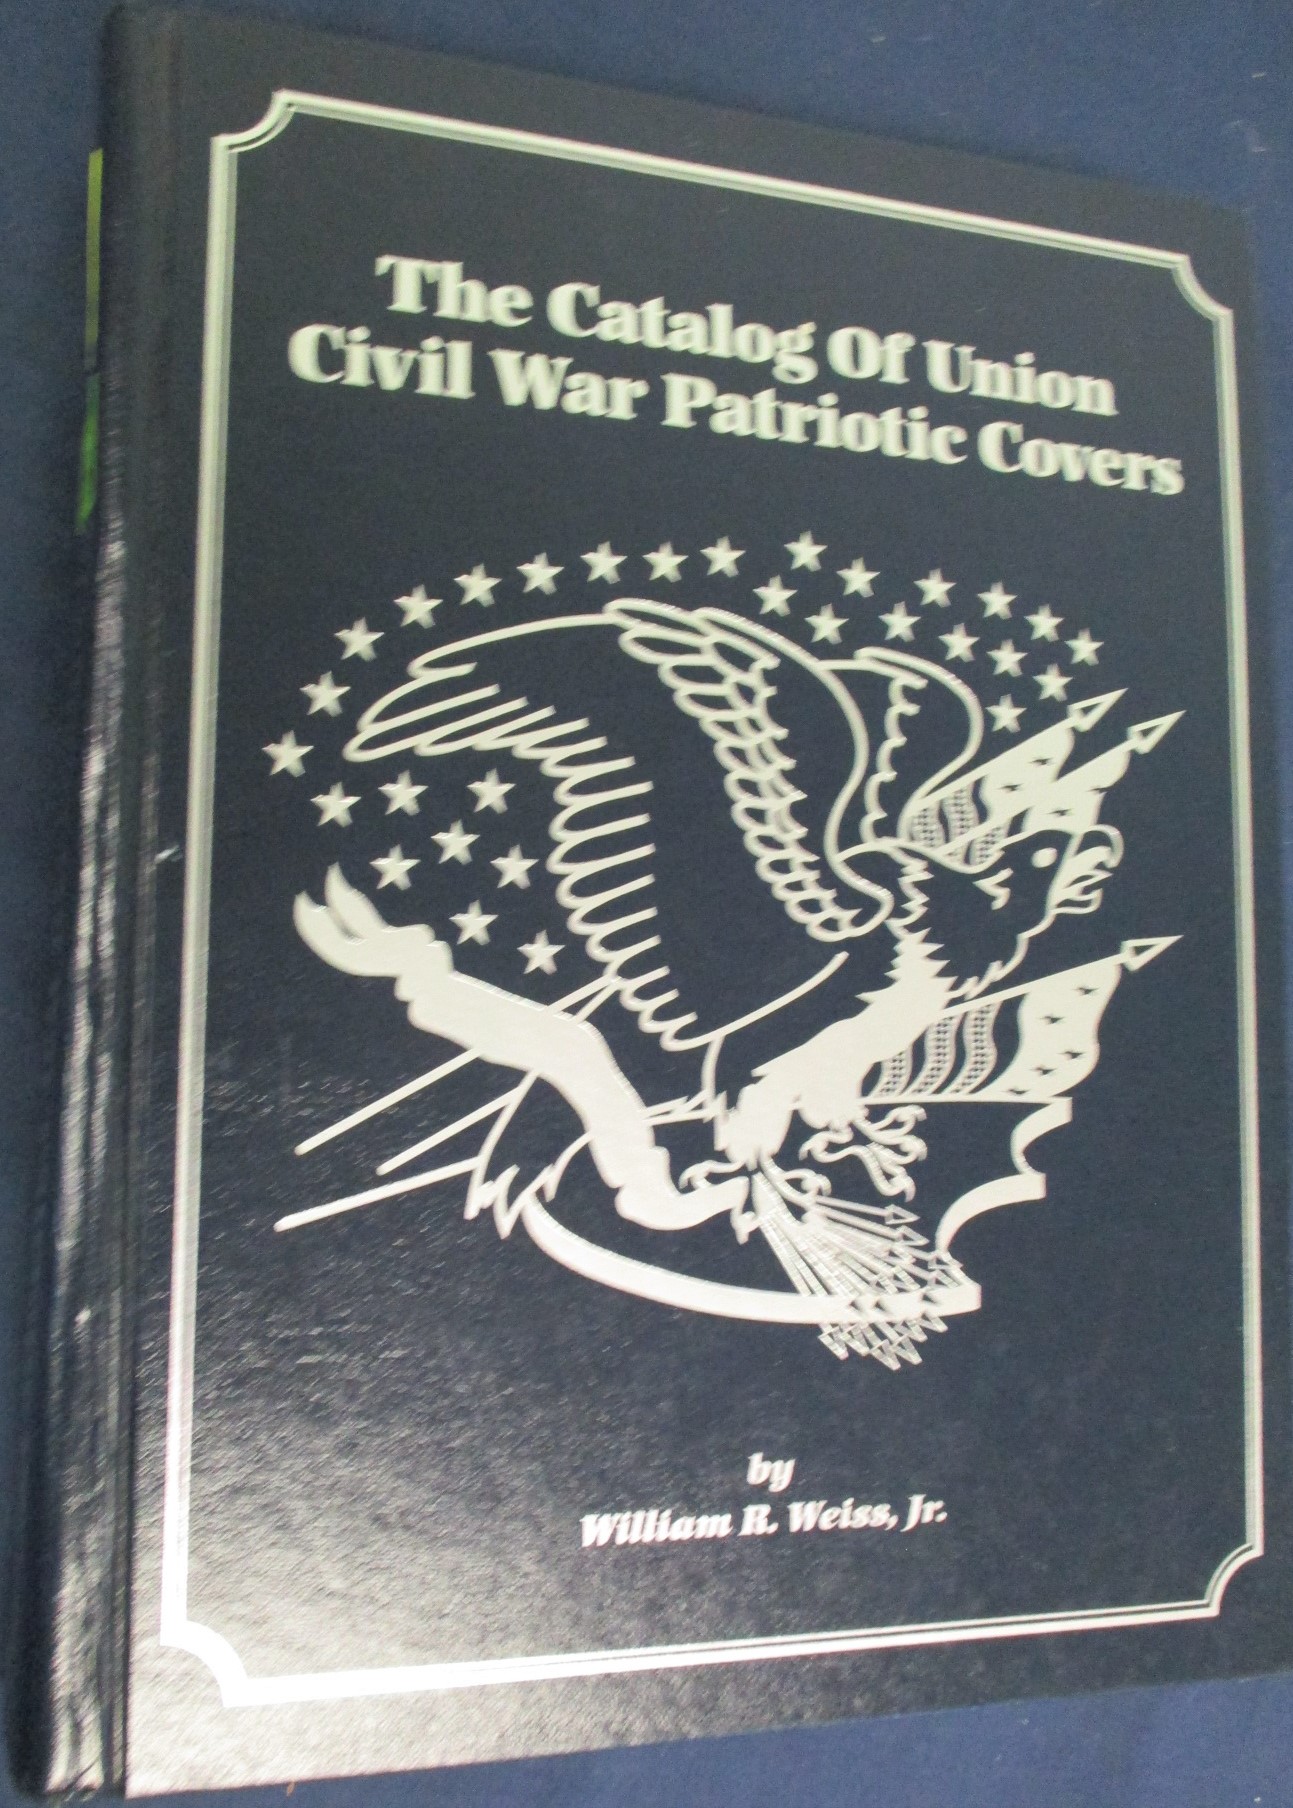 The Catalog Of Union
Civil War Patriotic Covers
by
William R. Weiss, Jr.